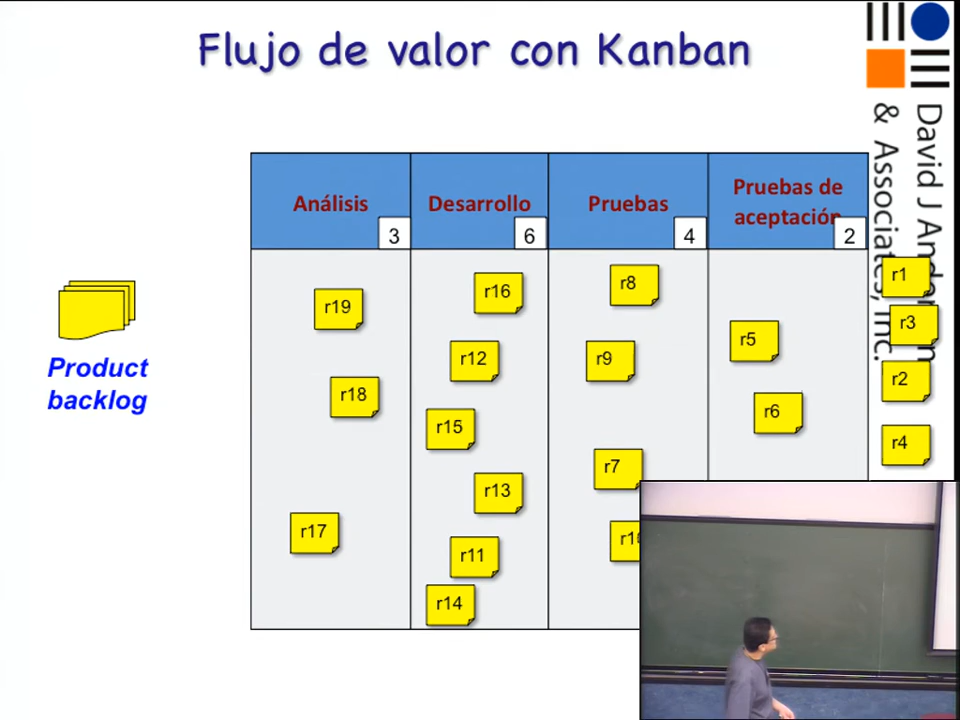 Flujo de valor con Kanban
David J Anderson
& Associates, Inc.
Análisis
3
Desarrollo
6
Pruebas
4
Pruebas de
aceptación
2
Product
backlog
r19
r18
r17
r16
r12
r15
r13
r11
r14
r8
r9
r7
r5
r6
r1
r3
r2
r4